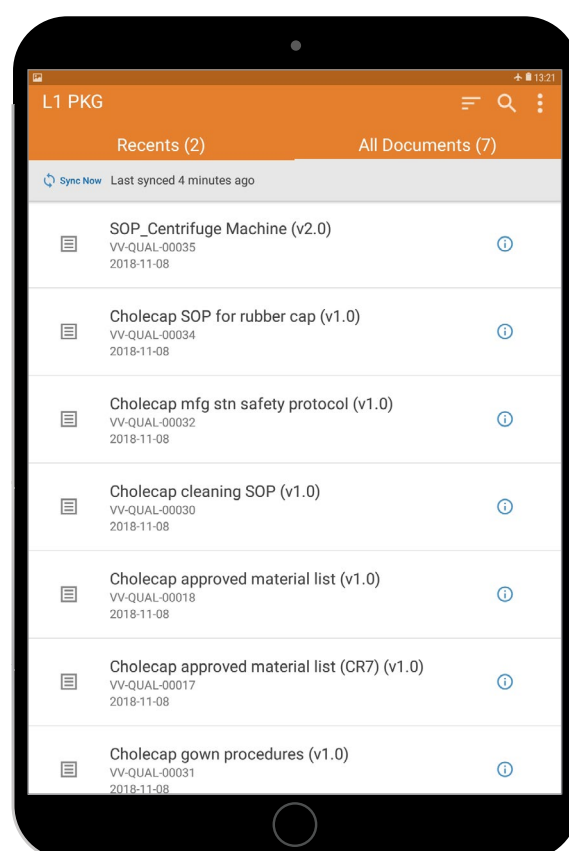 13:21
L1 PKG
Recents (2) All Documents (7)
Sync Now Last synced 4 minutes ago
SOP_Centrifuge Machine (v2.0)
VV-QUAL-00035
2018-11-08
Cholecap SOP for rubber cap (v1.0)
VV-QUAL-00034
2018-11-08
Cholecap mfg stn safety protocol (v1.0)
VV-QUAL-00032
2018-11-08
Cholecap cleaning SOP (v1.0)
VV-QUAL-00030
2018-11-08
Cholecap approved material list (v1.0)
VV-QUAL-00018
2018-11-08
Cholecap approved material list (CR7) (v1.0)
VV-QUAL-00017
2018-11-08
Cholecap gown procedures (v1.0)
VV-QUAL-00031
2018-11-08